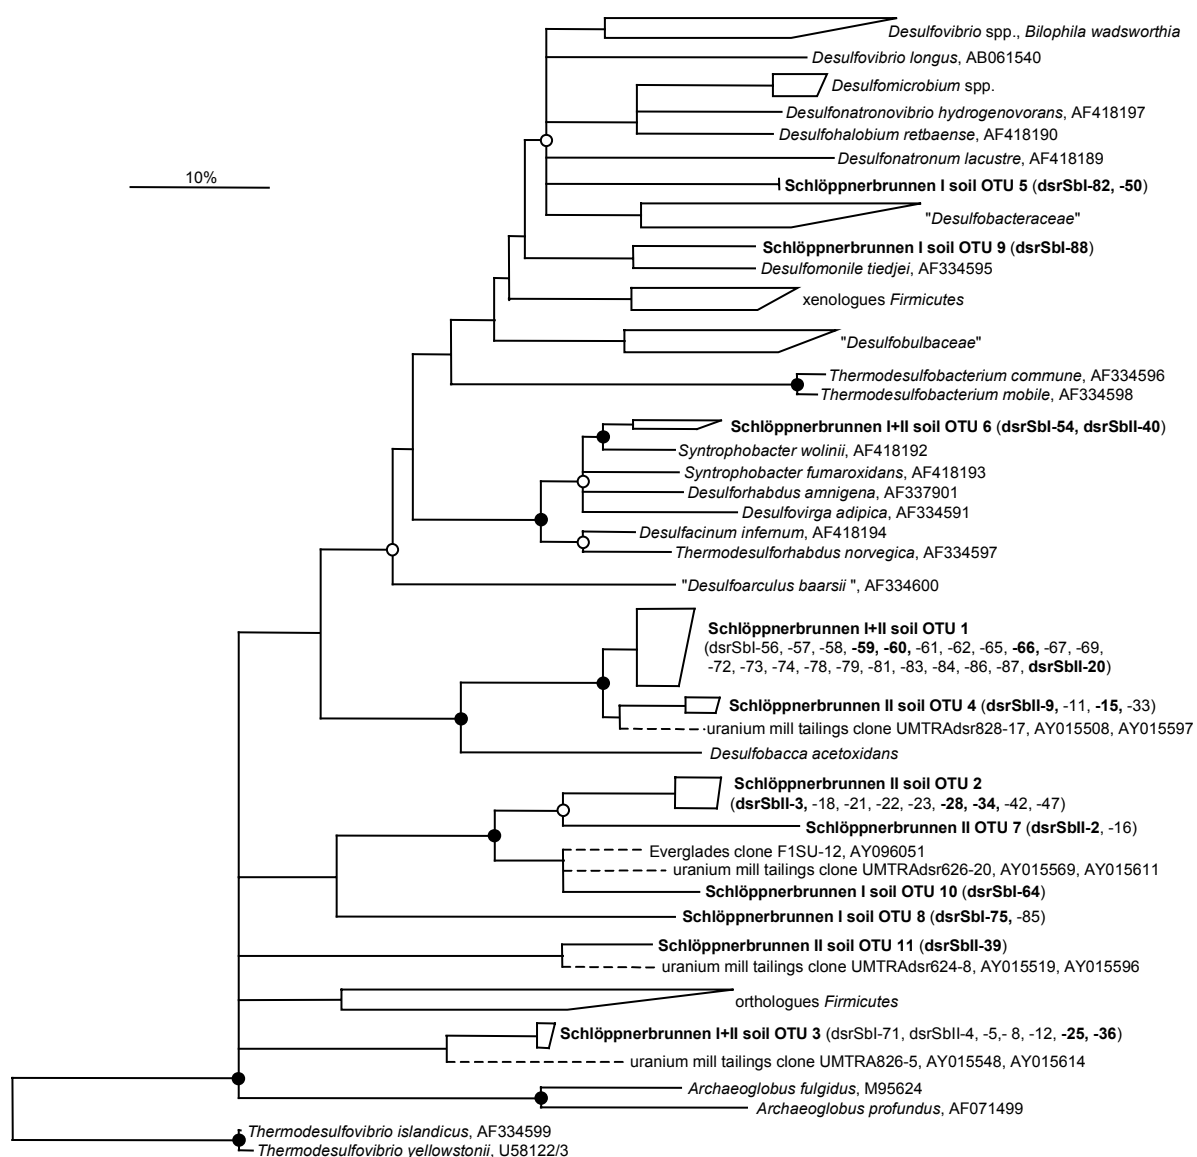 Desulfovibrio spp., Bilophila wadsworthia
Desulfovibrio longus, AB061540
Desulfomicrobium spp.
Desulfonatronovibrio hydrogenovorans, AF418197
Desulfohalobium retbaense, AF418190
Desulfonatronum lacustre, AF418189
10%
Schlöppnerbrunnen I soil OTU 5 (dsrSbI-82, -50)
"Desulfobacteraceae"
Schlöppnerbrunnen I soil OTU 9 (dsrSbI-88)
Desulfomonile tiedjei, AF334595
xenologues Firmicutes
"Desulfobulbaceae"
Thermodesulfobacterium commune, AF334596
Thermodesulfobacterium mobile, AF334598
Schlöppnerbrunnen I+II soil OTU 6 (dsrSbI-54, dsrSbII-40)
Syntrophobacter wolinii, AF418192
Syntrophobacter fumaroxidans, AF418193
Desulforhabdus amnigena, AF337901
Desulfovirga adipica, AF334591
Desulfacinum infernum, AF418194
Thermodesulforhabdus norvegica, AF334597
"Desulfoarculus baarsii ", AF334600
Schlöppnerbrunnen I+II soil OTU 1
(dsrSbI-56, -57, -58, -59, -60, -61, -62, -65, -66, -67, -69,
-72, -73, -74, -78, -79, -81, -83, -84, -86, -87, dsrSbII-20)
Schlöppnerbrunnen II soil OTU 4 (dsrSbII-9, -11, -15, -33)
uranium mill tailings clone UMTRAdsr828-17, AY015508, AY015597
Desulfobacca acetoxidans
Schlöppnerbrunnen II soil OTU 2
(dsrSbII-3, -18, -21, -22, -23, -28, -34, -42, -47)
Schlöppnerbrunnen II OTU 7 (dsrSbII-2, -16)
Everglades clone F1SU-12, AY096051
uranium mill tailings clone UMTRAdsr626-20, AY015569, AY015611
Schlöppnerbrunnen I soil OTU 10 (dsrSbI-64)
Schlöppnerbrunnen I soil OTU 8 (dsrSbI-75, -85)
Schlöppnerbrunnen II soil OTU 11 (dsrSbII-39)
uranium mill tailings clone UMTRAdsr624-8, AY015519, AY015596
orthologues Firmicutes
Schlöppnerbrunnen I+II soil OTU 3 (dsrSbI-71, dsrSbII-4, -5,- 8, -12, -25, -36)
uranium mill tailings clone UMTRA826-5, AY015548, AY015614
Archaeoglobus fulgidus, M95624
Archaeoglobus profundus, AF071499
Thermodesulfovibrio islandicus, AF334599
Thermodesulfovibrio yellowstonii, U58122/3